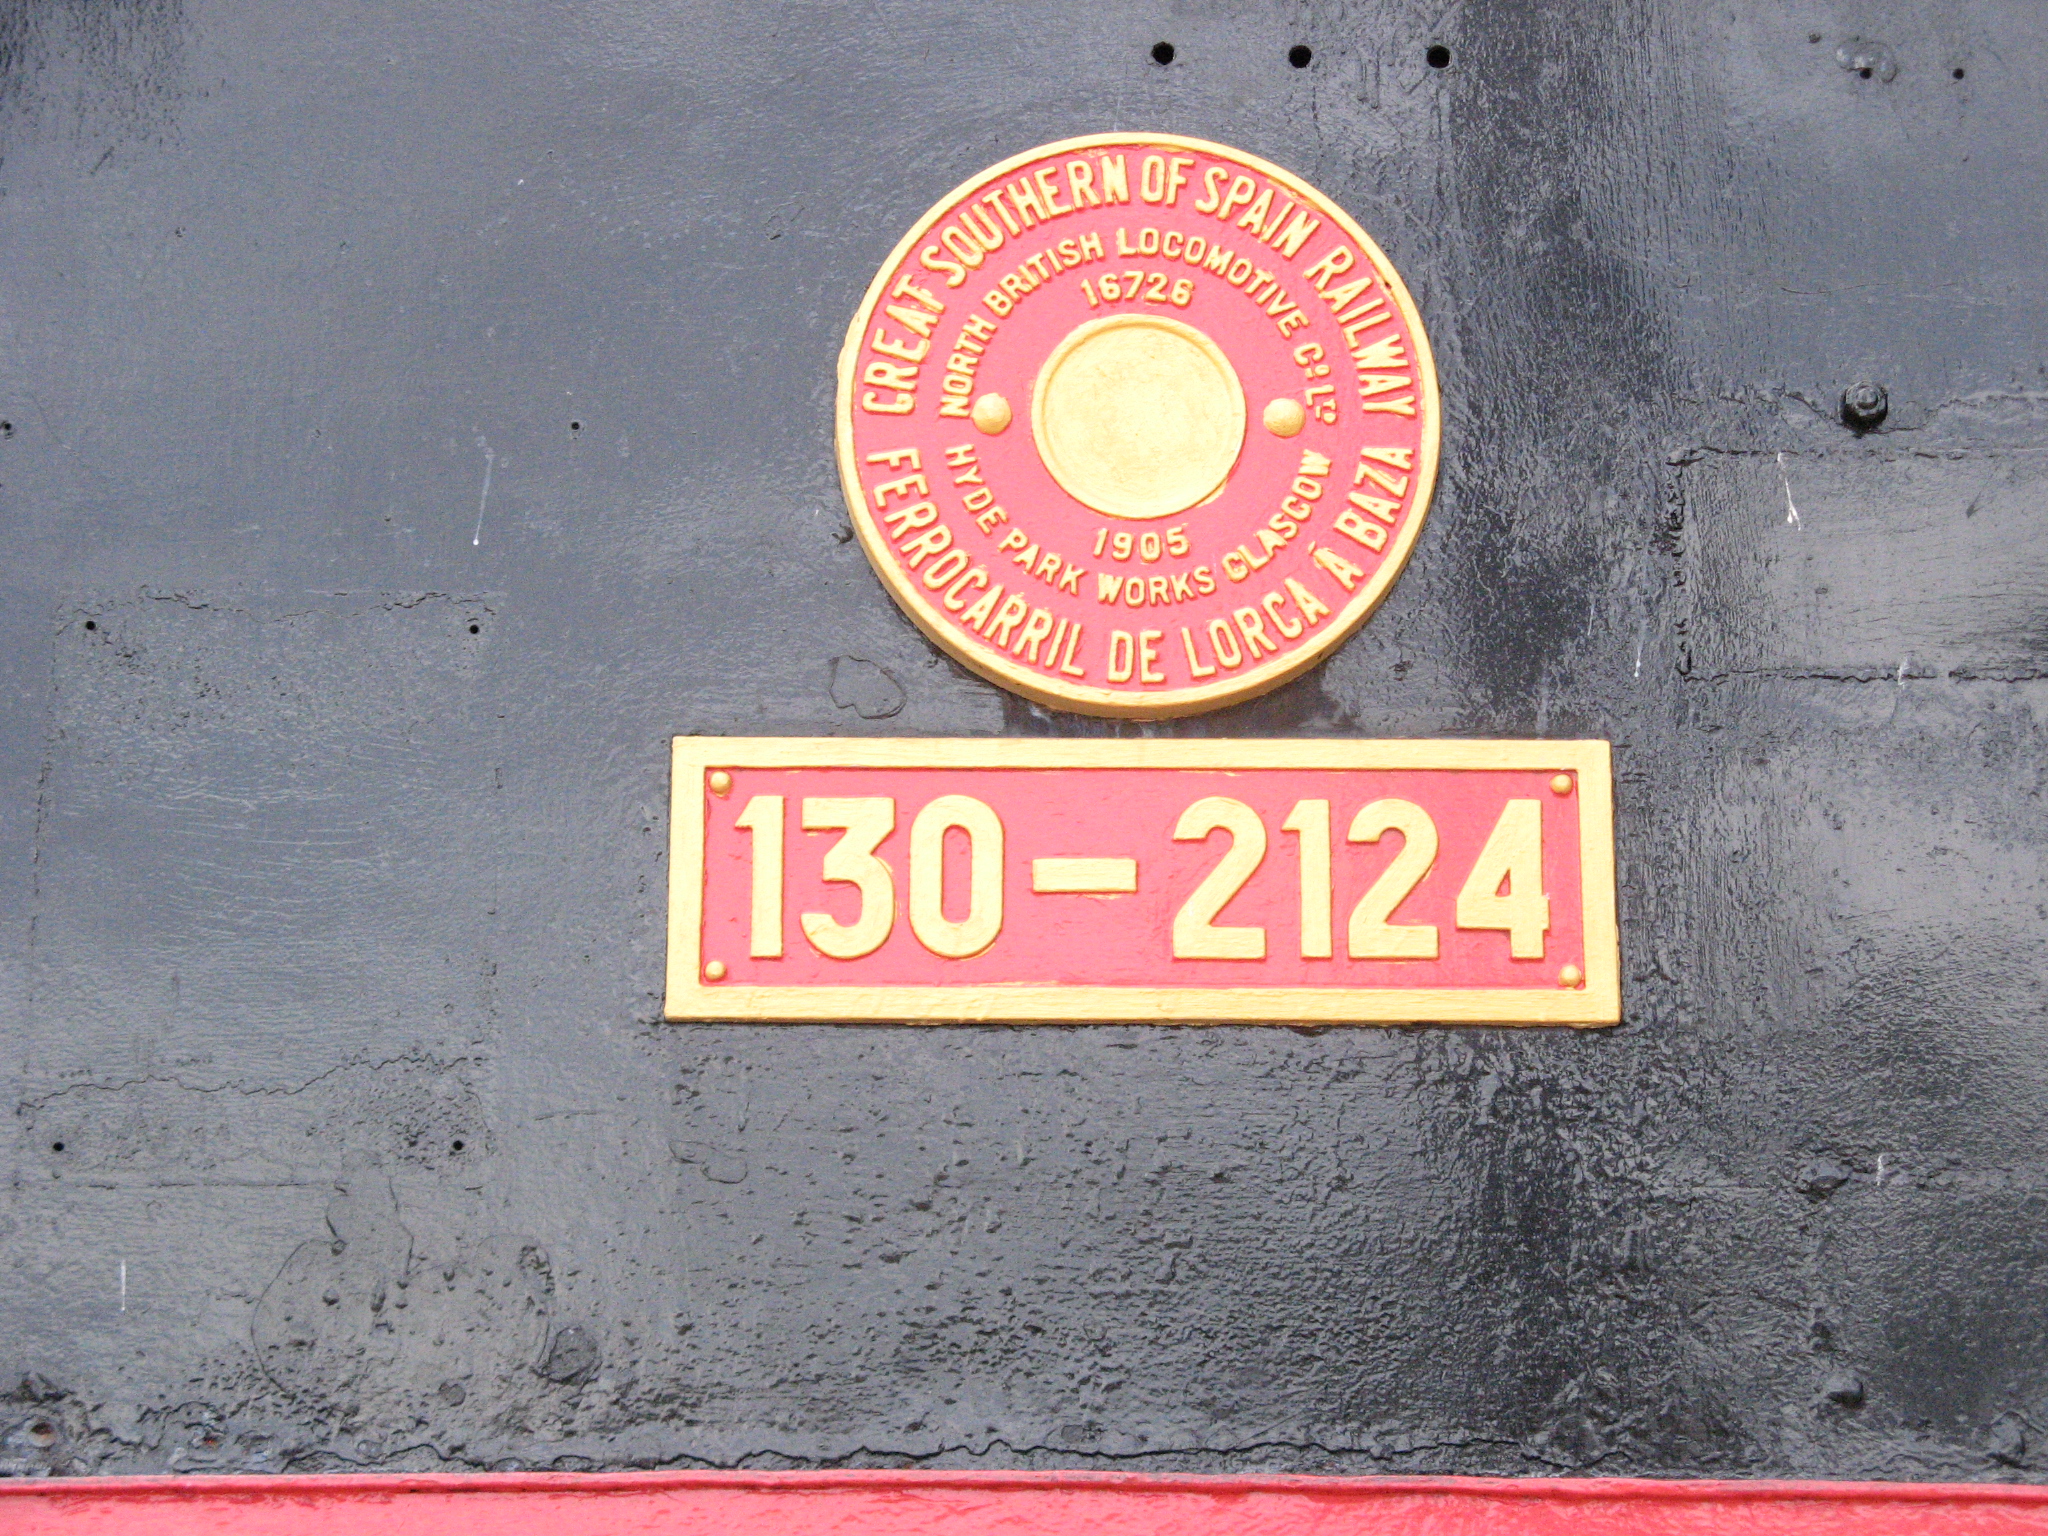 GREAT SOUTHERN OF SPAIN RAILWAY
NORTH BRITISH LOCOMOTIVE Co LTD
16726
1905
HYDE PARK WORKS GLASGOW
FERROCARRIL DE LORCA Á BAZA
130-2124